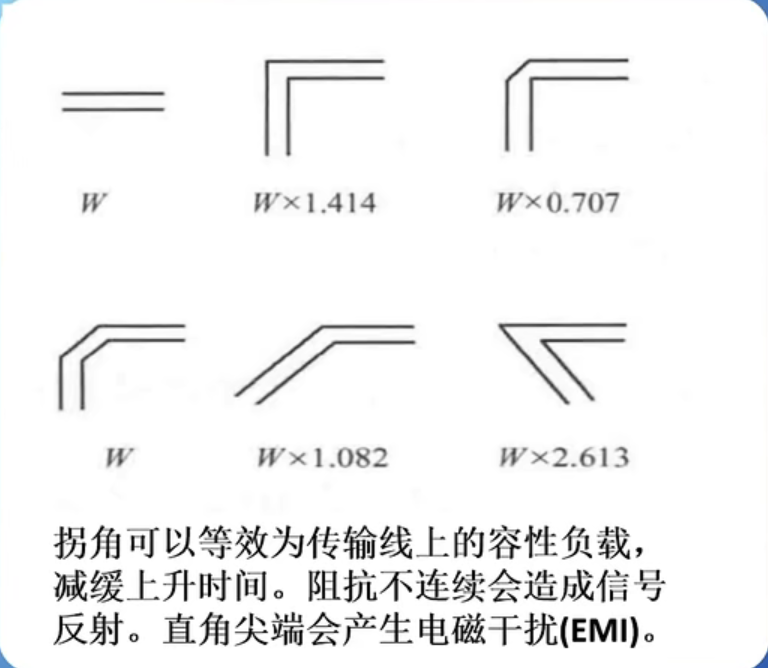 W W×1.414 W×0.707
W W×1.082 W×2.613
拐角可以等效为传输线上的容性负载，
减缓上升时间。阻抗不连续会造成信号
反射。直角尖端会产生电磁干扰(EMI)。